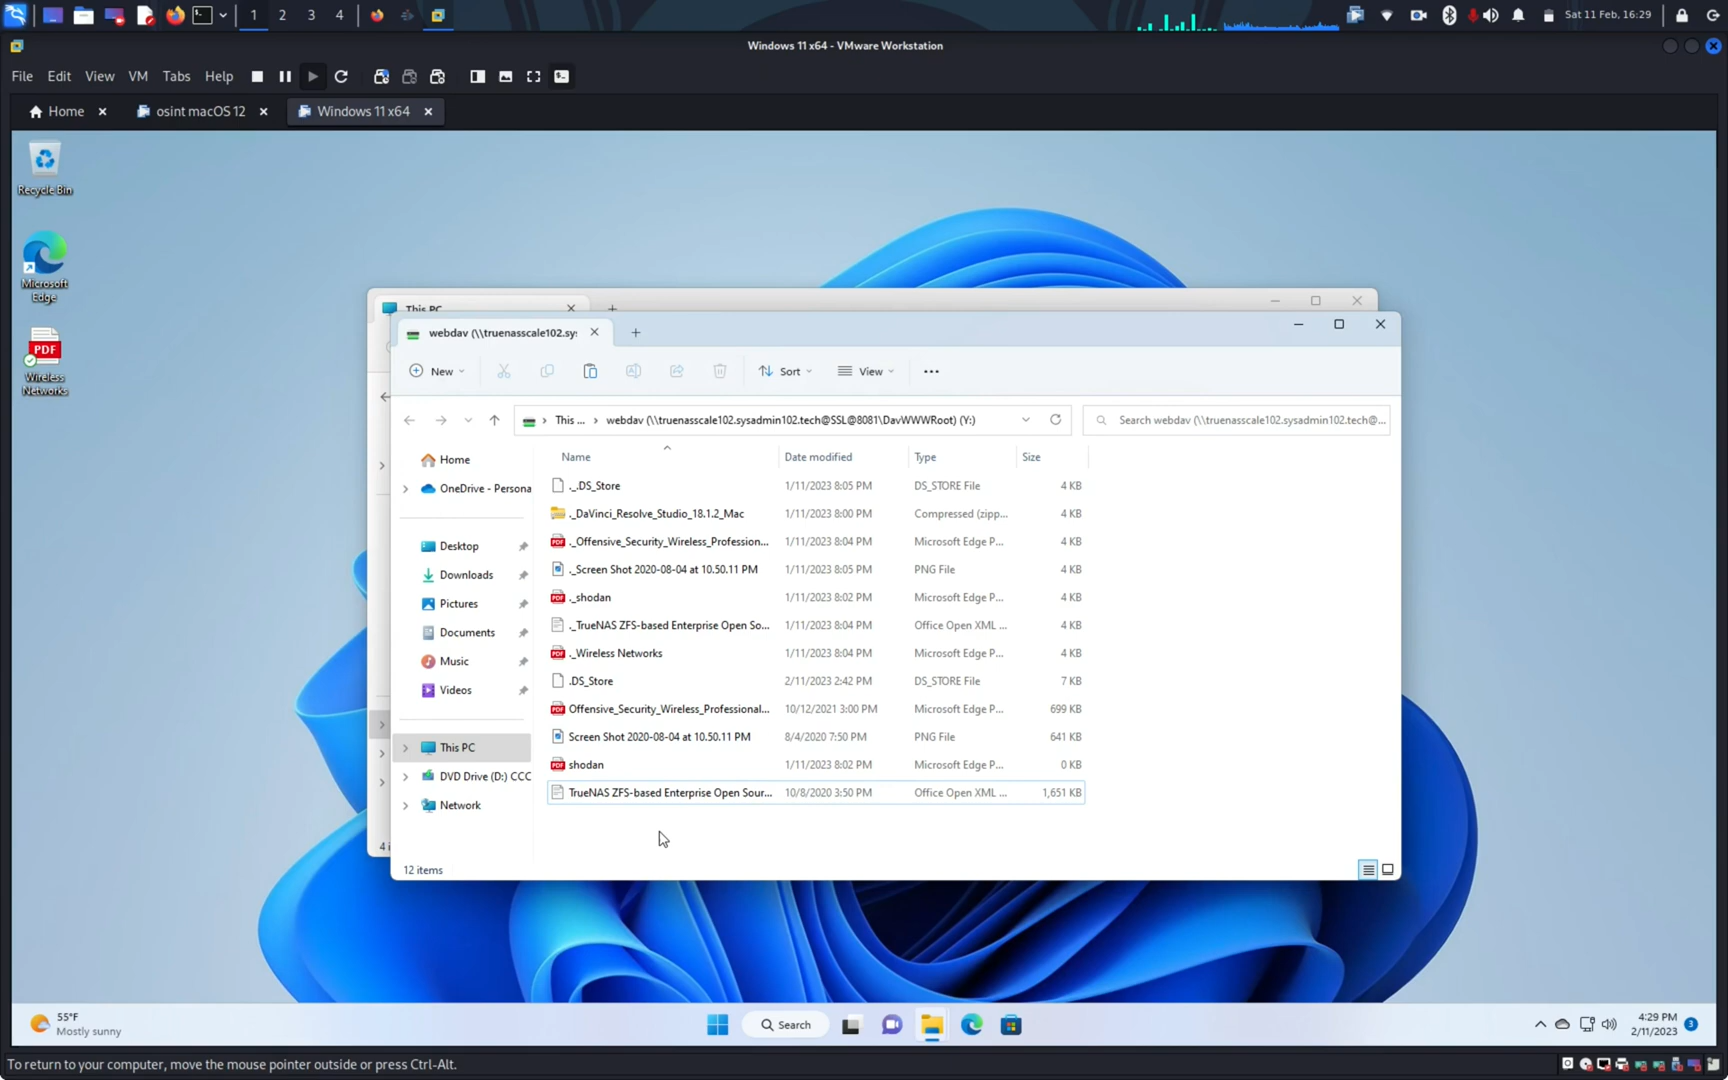 1 2 3 4
Sat 11 Feb, 16:29
Windows 11 x64 - VMware Workstation
File Edit View VM Tabs Help
Home osint macOS 12 Windows 11 x64
Recycle Bin
Microsoft
Edge
PDF
Wireless
Networks
This PC
webdav (\\truenasscale102.sys
New Sort View
This ... webdav (\\truenasscale102.sysadmin102.tech@SSL@8081\DavWWWRoot) (Y:)
Search webdav (\\truenasscale102.sysadmin102.tech@...
Home
OneDrive - Persona
Desktop
Downloads
Pictures
Documents
Music
Videos
This PC
DVD Drive (D:) CCC
Network
Name Date modified Type Size
._.DS_Store 1/11/2023 8:05 PM DS_STORE File 4 KB
._DaVinci_Resolve_Studio_18.1.2_Mac 1/11/2023 8:00 PM Compressed (zipp... 4 KB
._Offensive_Security_Wireless_Profession... 1/11/2023 8:04 PM Microsoft Edge P... 4 KB
._Screen Shot 2020-08-04 at 10.50.11 PM 1/11/2023 8:05 PM PNG File 4 KB
._shodan 1/11/2023 8:02 PM Microsoft Edge P... 4 KB
._TrueNAS ZFS-based Enterprise Open So... 1/11/2023 8:04 PM Office Open XML ... 4 KB
._Wireless Networks 1/11/2023 8:04 PM Microsoft Edge P... 4 KB
.DS_Store 2/11/2023 2:42 PM DS_STORE File 7 KB
Offensive_Security_Wireless_Professional... 10/12/2021 3:00 PM Microsoft Edge P... 699 KB
Screen Shot 2020-08-04 at 10.50.11 PM 8/4/2020 7:50 PM PNG File 641 KB
shodan 1/11/2023 8:02 PM Microsoft Edge P... 0 KB
TrueNAS ZFS-based Enterprise Open Sour... 10/8/2020 3:50 PM Office Open XML ... 1,651 KB
12 items
4 i
55°F
Mostly sunny
Search
4:29 PM
2/11/2023
3
To return to your computer, move the mouse pointer outside or press Ctrl-Alt.